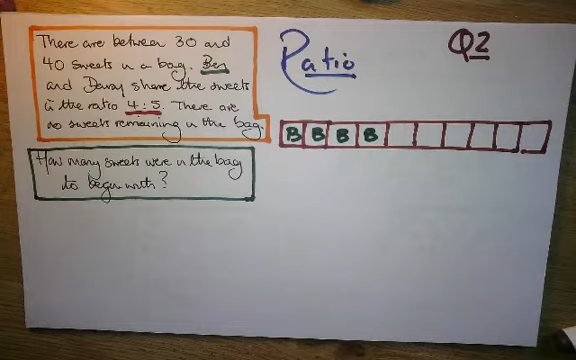 There are between 30 and
40 sweets in a bag. Ben
and Danny share the sweets
in the ratio 4:5. There are
no sweets remaining in the bag.
How many sweets were in the bag
to begin with?
Ratio
Q2
B B B B